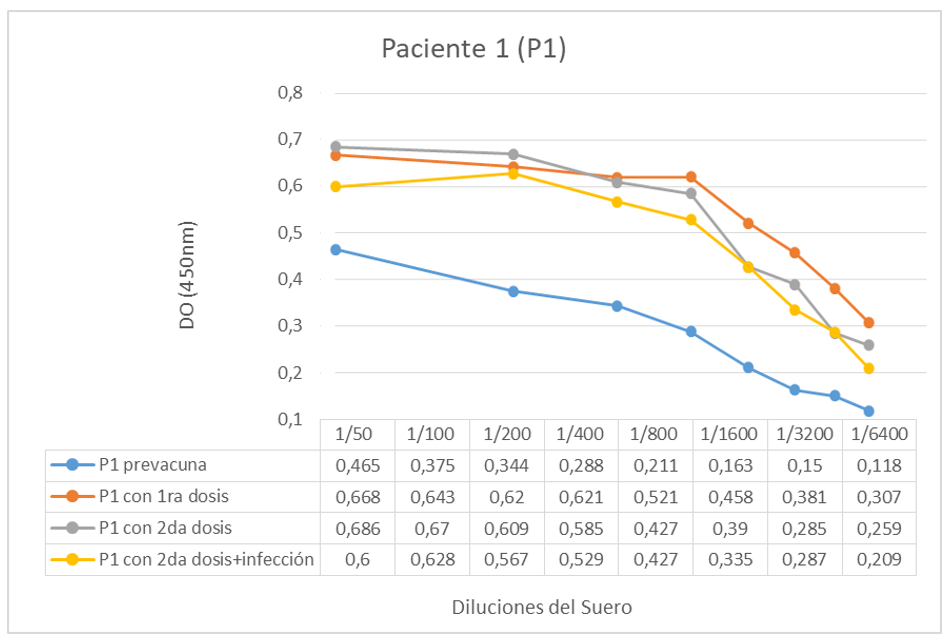 Paciente 1 (P1)
0,8
0,7
0,6
0,5
0,4
0,3
0,2
0,1
DO (450nm)
1/50 1/100 1/200 1/400 1/800 1/1600 1/3200 1/6400
P1 prevacuna 0,465 0,375 0,344 0,288 0,211 0,163 0,15 0,118
P1 con 1ra dosis 0,668 0,643 0,62 0,621 0,521 0,458 0,381 0,307
P1 con 2da dosis 0,686 0,67 0,609 0,585 0,427 0,39 0,285 0,259
P1 con 2da dosis+infección 0,6 0,628 0,567 0,529 0,427 0,335 0,287 0,209
Diluciones del Suero